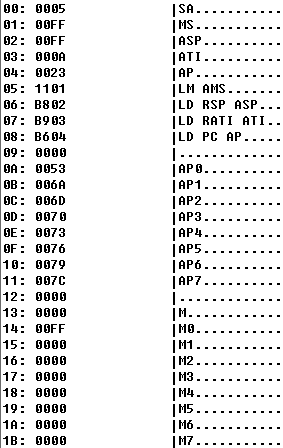 00: 0005 |SA..........
01: 00FF |MS..........
02: 00FF |ASP.........
03: 000A |ATI.........
04: 0023 |AP..........
05: 1101 |LM AMS......
06: B802 |LD RSP ASP...
07: B903 |LD RATI ATI..
08: B604 |LD PC AP....
09: 0000 |............
0A: 0053 |AP0.........
0B: 006A |AP1.........
0C: 006D |AP2.........
0D: 0070 |AP3.........
0E: 0073 |AP4.........
0F: 0076 |AP5.........
10: 0079 |AP6.........
11: 007C |AP7.........
12: 0000 |............
13: 0000 |M...........
14: 00FF |M0..........
15: 0000 |M1..........
16: 0000 |M2..........
17: 0000 |M3..........
18: 0000 |M4..........
19: 0000 |M5..........
1A: 0000 |M6..........
1B: 0000 |M7..........